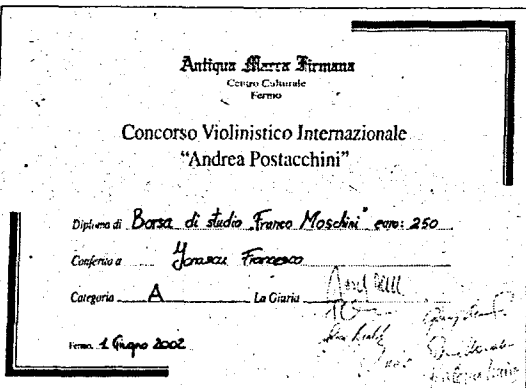 Antiqua Marca Firmana
Centro Culturale
Fermo
Concorso Violinistico Internazionale
"Andrea Postacchini"
Diploma di Borsa di studio „Franco Moschini" euro: 250
Conferito a Francesco
Categoria A La Giuria
Fermo, 1 Giugno 2002